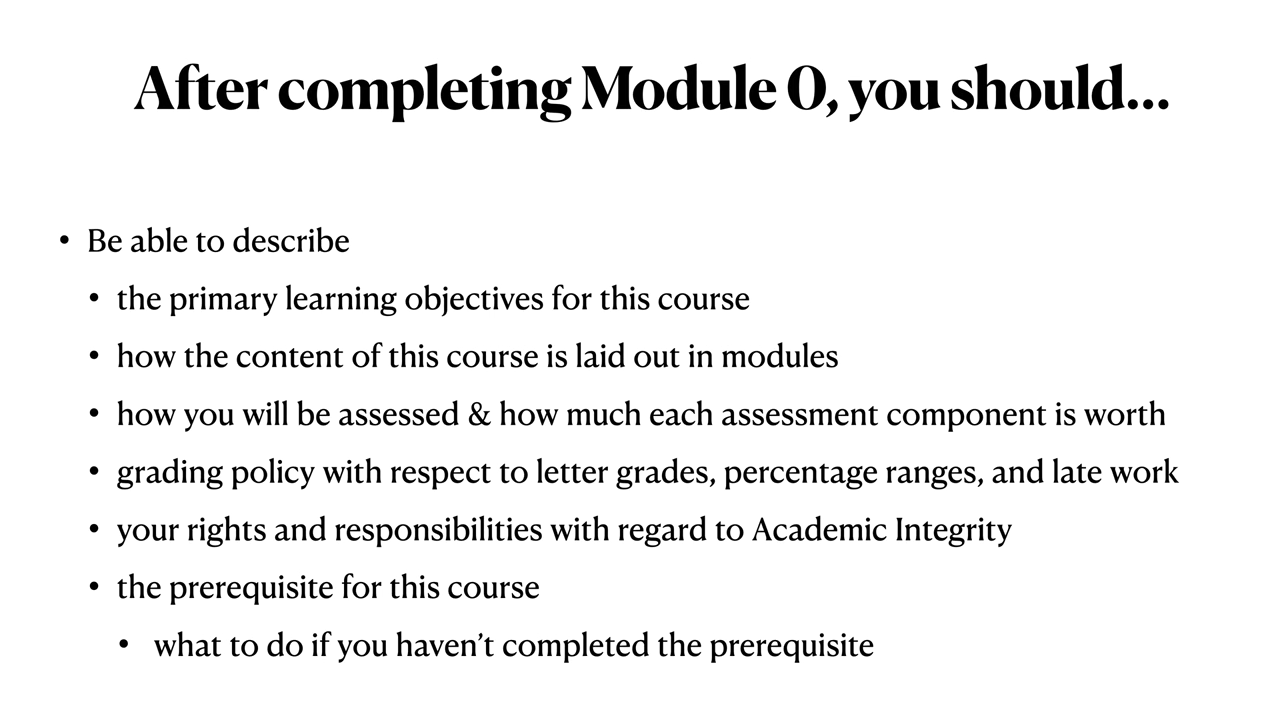 After completing Module 0, you should...
• Be able to describe
• the primary learning objectives for this course
• how the content of this course is laid out in modules
• how you will be assessed & how much each assessment component is worth
• grading policy with respect to letter grades, percentage ranges, and late work
• your rights and responsibilities with regard to Academic Integrity
• the prerequisite for this course
• what to do if you haven’t completed the prerequisite